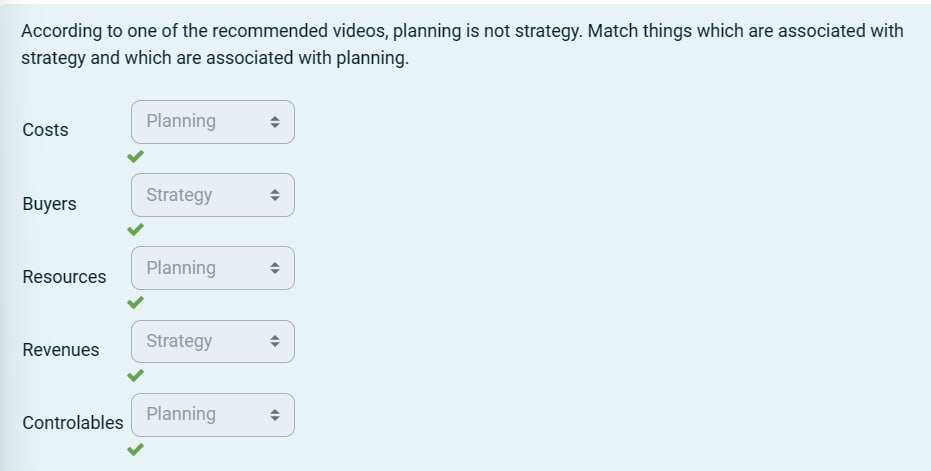 According to one of the recommended videos, planning is not strategy. Match things which are associated with
strategy and which are associated with planning.
Costs Planning
Buyers Strategy
Resources Planning
Revenues Strategy
Controlables Planning